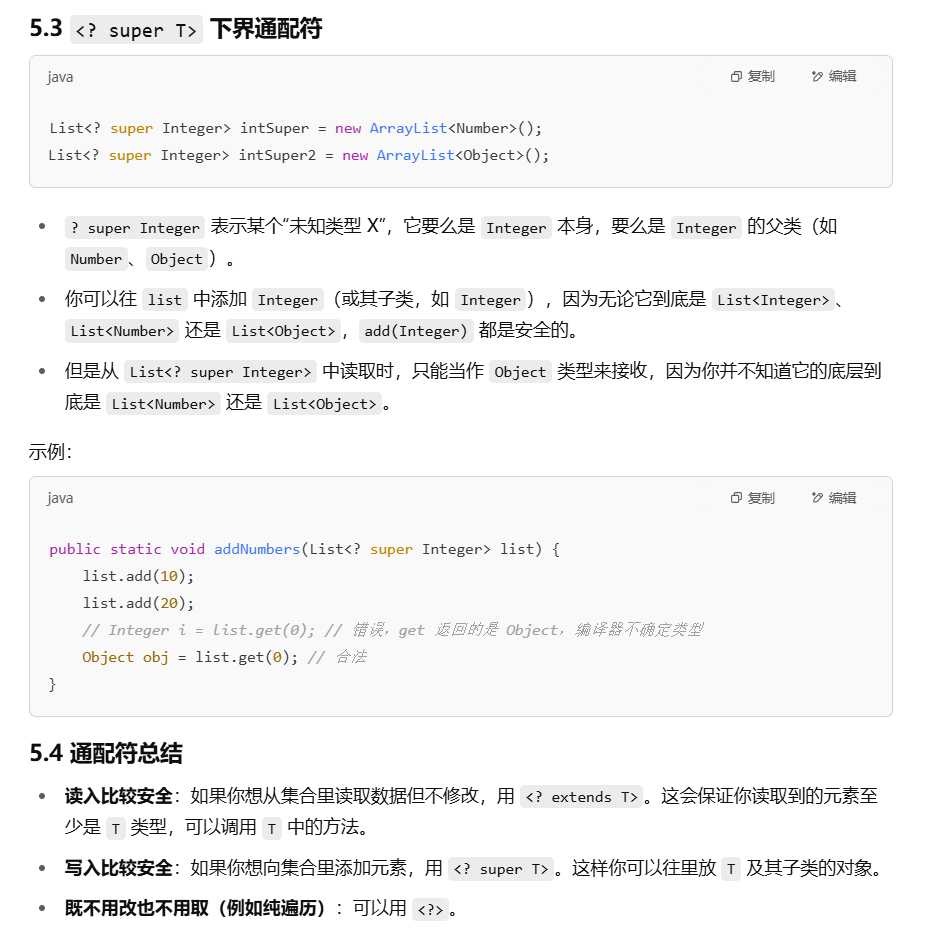 5.3 <? super T> 下界通配符
java 复制 编辑
List<? super Integer> intSuper = new ArrayList<Number>();
List<? super Integer> intSuper2 = new ArrayList<Object>();
• ? super Integer 表示某个“未知类型 X”，它要么是 Integer 本身，要么是 Integer 的父类（如
Number、Object）。
• 你可以往 list 中添加 Integer（或其子类，如 Integer），因为无论它到底是 List<Integer>、
List<Number> 还是 List<Object>，add(Integer) 都是安全的。
• 但是从 List<? super Integer> 中读取时，只能当作 Object 类型来接收，因为你并不知道它的底层到
底是 List<Number> 还是 List<Object>。
示例：
java 复制 编辑
public static void addNumbers(List<? super Integer> list) {
    list.add(10);
    list.add(20);
    // Integer i = list.get(0); // 错误，get 返回的是 Object，编译器不确定类型
    Object obj = list.get(0); // 合法
}
5.4 通配符总结
• 读入比较安全：如果你想从集合里读取数据但不修改，用 <? extends T>。这会保证你读取到的元素至
少是 T 类型，可以调用 T 中的方法。
• 写入比较安全：如果你想向集合里添加元素，用 <? super T>。这样你可以往里放 T 及其子类的对象。
• 既不用改也不用取（例如纯遍历）：可以用 <?>。